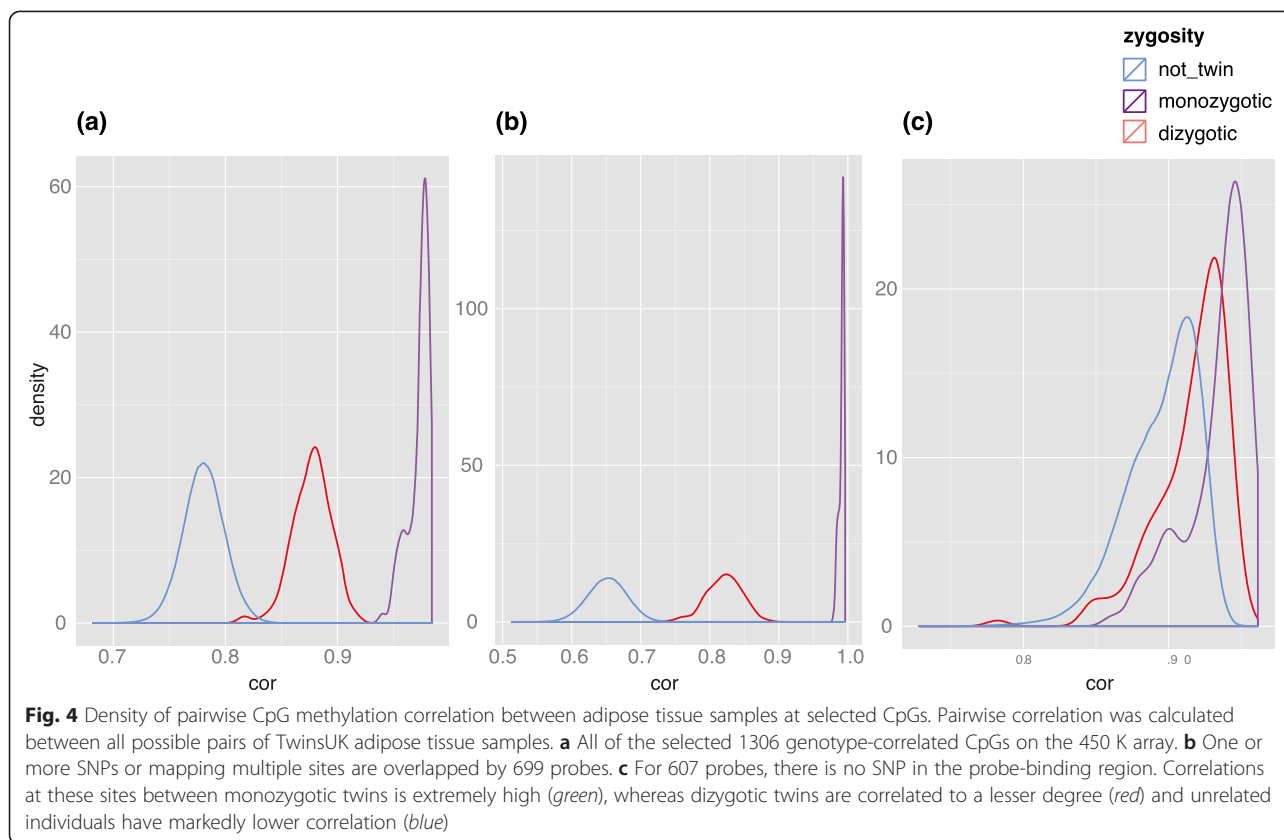 zygosity
not_twin
monozygotic
dizygotic
(a)
(b)
(c)
60
40
20
0
density
0.7
0.8
0.9
cor
100
50
0
0.5
0.6
0.7
0.8
0.9
1.0
cor
20
10
0
0.8
.9 0
cor
Fig. 4 Density of pairwise CpG methylation correlation between adipose tissue samples at selected CpGs. Pairwise correlation was calculated
between all possible pairs of TwinsUK adipose tissue samples. a All of the selected 1306 genotype-correlated CpGs on the 450 K array. b One or
more SNPs or mapping multiple sites are overlapped by 699 probes. c For 607 probes, there is no SNP in the probe-binding region. Correlations
at these sites between monozygotic twins is extremely high (green), whereas dizygotic twins are correlated to a lesser degree (red) and unrelated
individuals have markedly lower correlation (blue)